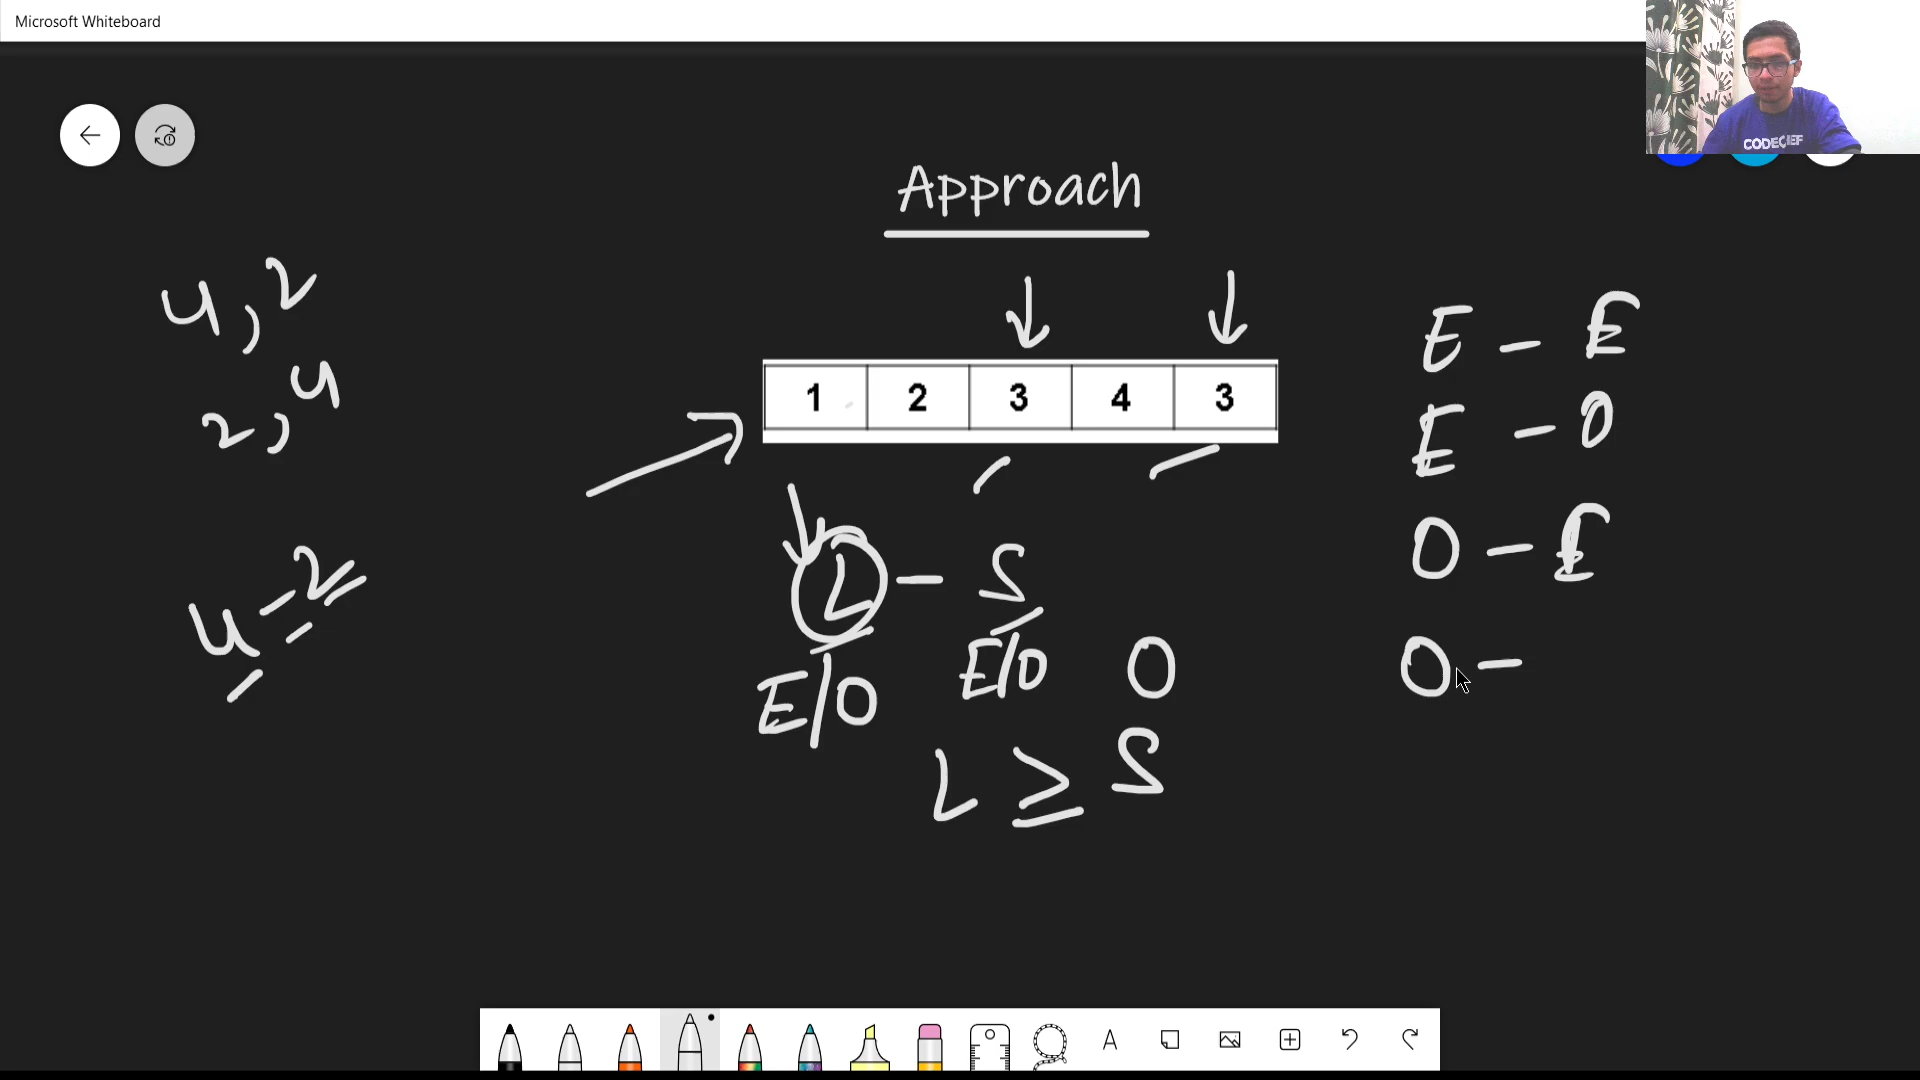 Microsoft Whiteboard
CODECHEF
Approach
4, 2
2, 4
4 - 2
1 2 3 4 3
L - S
E/O E/O O
L ≥ S
E - E
E - O
O - E
O -
A